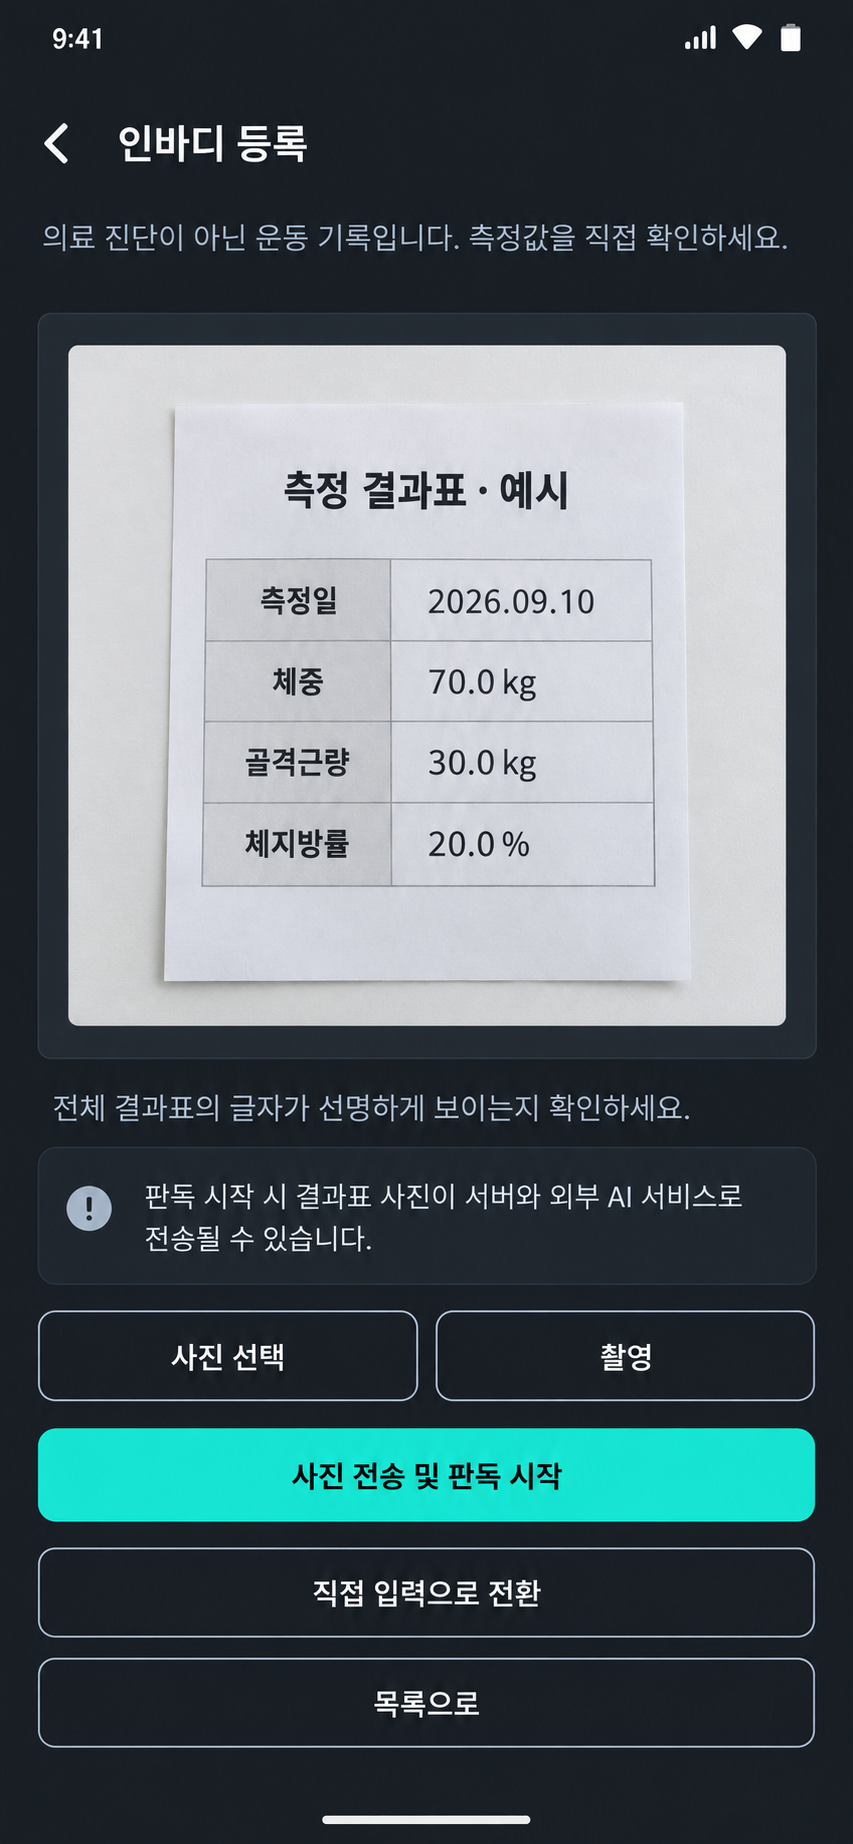 9:41
인바디 등록
의료 진단이 아닌 운동 기록입니다. 측정값을 직접 확인하세요.
측정 결과표 · 예시
측정일 2026.09.10
체중 70.0 kg
골격근량 30.0 kg
체지방률 20.0 %
전체 결과표의 글자가 선명하게 보이는지 확인하세요.
판독 시작 시 결과표 사진이 서버와 외부 AI 서비스로
전송될 수 있습니다.
사진 선택 촬영
사진 전송 및 판독 시작
직접 입력으로 전환
목록으로